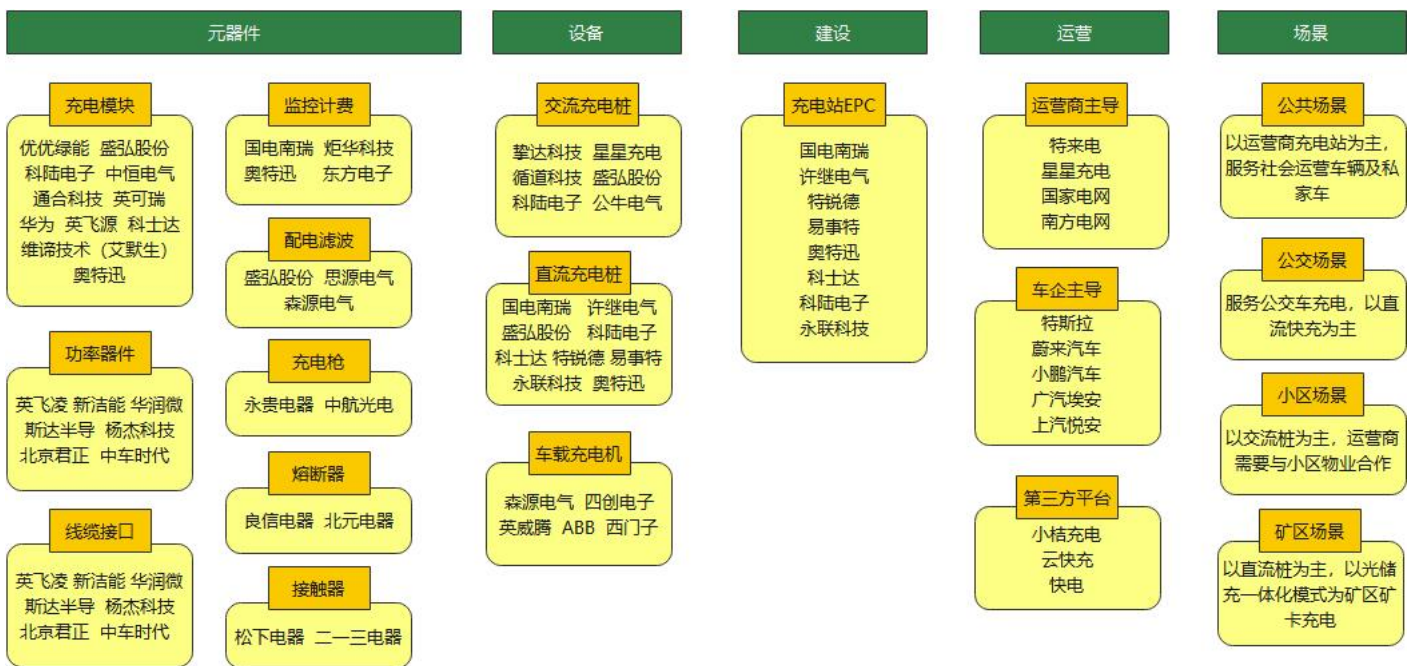 元器件
充电模块
优优绿能 盛弘股份
科陆电子 中恒电气
通合科技 英可瑞
华为 英飞源 科士达
维谛技术（艾默生）
奥特迅
功率器件
英飞凌 新洁能 华润微
斯达半导 杨杰科技
北京君正 中车时代
线缆接口
英飞凌 新洁能 华润微
斯达半导 杨杰科技
北京君正 中车时代
监控计费
国电南瑞 炬华科技
奥特迅 东方电子
配电滤波
盛弘股份 思源电气
森源电气
充电枪
永贵电器 中航光电
熔断器
良信电器 北元电器
接触器
松下电器 二一三电器
设备
交流充电桩
挚达科技 星星充电
循道科技 盛弘股份
科陆电子 公牛电气
直流充电桩
国电南瑞 许继电气
盛弘股份 科陆电子
科士达 特锐德 易事特
永联科技 奥特迅
车载充电机
森源电气 四创电子
英威腾 ABB 西门子
建设
充电站EPC
国电南瑞
许继电气
特锐德
易事特
奥特迅
科士达
科陆电子
永联科技
运营
运营商主导
特来电
星星充电
国家电网
南方电网
车企主导
特斯拉
蔚来汽车
小鹏汽车
广汽埃安
上汽悦安
第三方平台
小桔充电
云快充
快电
场景
公共场景
以运营商充电站为主，
服务社会运营车辆及私
家车
公交场景
服务公交车充电，以直
流快充为主
小区场景
以交流桩为主，运营商
需要与小区物业合作
矿区场景
以直流桩为主，以光储
充一体化模式为矿区矿
卡充电